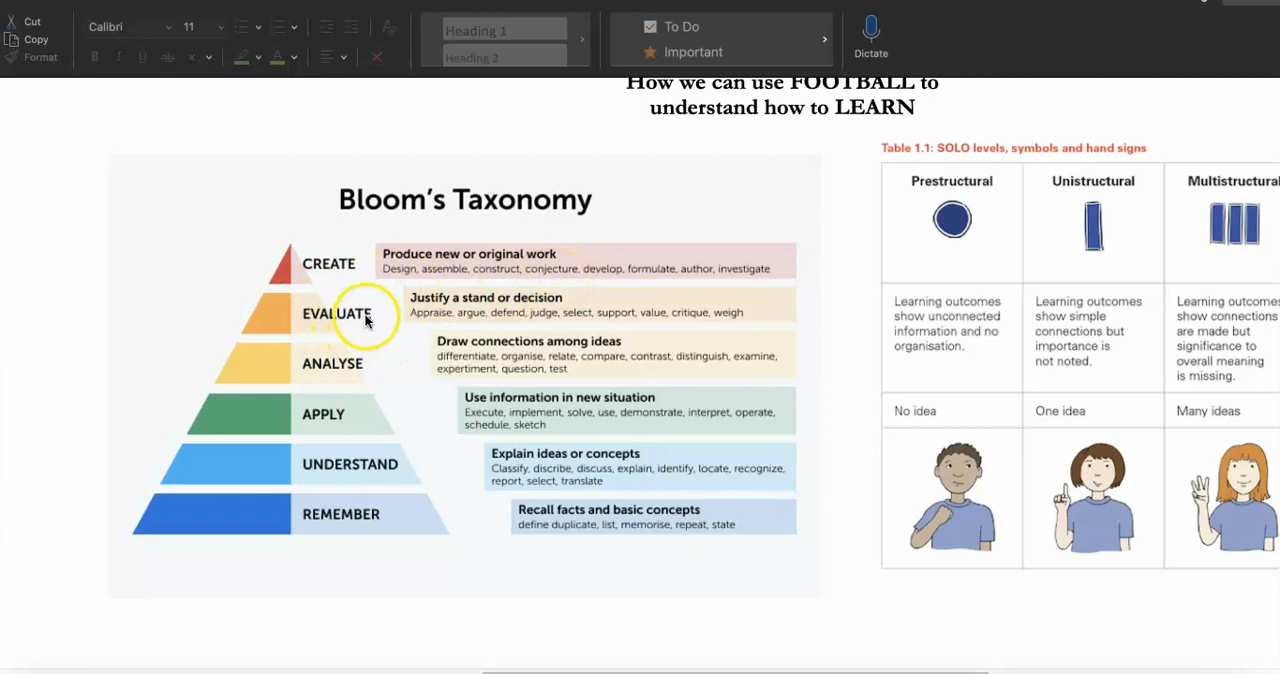 Cut
Copy
Format
Calibri
11
B I U ab x
Heading 1
Heading 2
To Do
Important
Dictate
How we can use FOOTBALL to
understand how to LEARN
Bloom's Taxonomy
CREATE
Produce new or original work
Design, assemble, construct, conjecture, develop, formulate, author, investigate
EVALUATE
Justify a stand or decision
Appraise, argue, defend, judge, select, support, value, critique, weigh
ANALYSE
Draw connections among ideas
differentiate, organise, relate, compare, contrast, distinguish, examine,
expertiment, question, test
APPLY
Use information in new situation
Execute, implement, solve, use, demonstrate, interpret, operate,
schedule, sketch
UNDERSTAND
Explain ideas or concepts
Classify, discribe, discuss, explain, identify, locate, recognize,
report, select, translate
REMEMBER
Recall facts and basic concepts
define duplicate, list, memorise, repeat, state
Table 1.1: SOLO levels, symbols and hand signs
Prestructural
Unistructural
Multistructural
Learning outcomes
show unconnected
information and no
organisation.
Learning outcomes
show simple
connections but
importance is
not noted.
Learning outcomes
show connections
are made but
significance to
overall meaning
is missing.
No idea
One idea
Many ideas